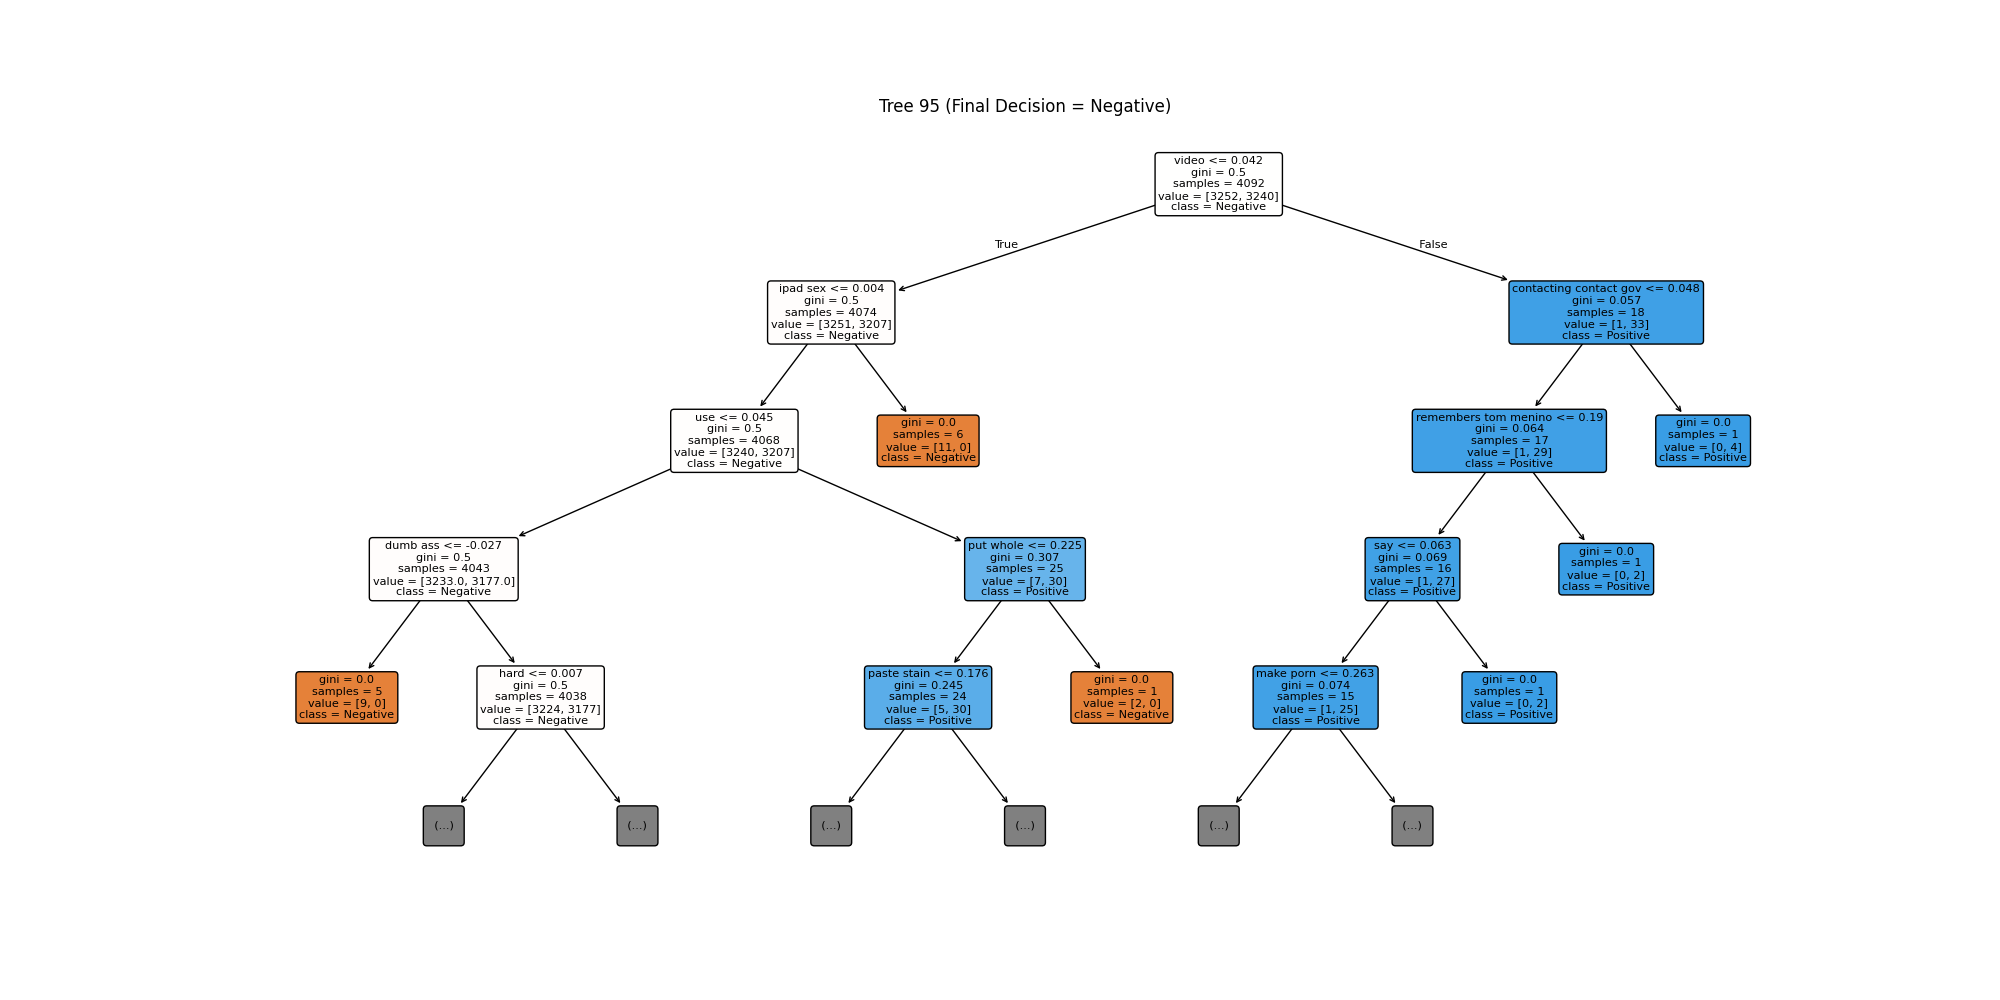 Tree 95 (Final Decision = Negative)
video <= 0.042
gini = 0.5
samples = 4092
value = [3252, 3240]
class = Negative
True
False
ipad sex <= 0.004
gini = 0.5
samples = 4074
value = [3251, 3207]
class = Negative
contacting contact gov <= 0.048
gini = 0.057
samples = 18
value = [1, 33]
class = Positive
use <= 0.045
gini = 0.5
samples = 4068
value = [3240, 3207]
class = Negative
gini = 0.0
samples = 6
value = [11, 0]
class = Negative
remembers tom menino <= 0.19
gini = 0.064
samples = 17
value = [1, 29]
class = Positive
gini = 0.0
samples = 1
value = [0, 4]
class = Positive
dumb ass <= -0.027
gini = 0.5
samples = 4043
value = [3233.0, 3177.0]
class = Negative
put whole <= 0.225
gini = 0.307
samples = 25
value = [7, 30]
class = Positive
say <= 0.063
gini = 0.069
samples = 16
value = [1, 27]
class = Positive
gini = 0.0
samples = 1
value = [0, 2]
class = Positive
gini = 0.0
samples = 5
value = [9, 0]
class = Negative
hard <= 0.007
gini = 0.5
samples = 4038
value = [3224, 3177]
class = Negative
paste stain <= 0.176
gini = 0.245
samples = 24
value = [5, 30]
class = Positive
gini = 0.0
samples = 1
value = [2, 0]
class = Negative
make porn <= 0.263
gini = 0.074
samples = 15
value = [1, 25]
class = Positive
gini = 0.0
samples = 1
value = [0, 2]
class = Positive
(...)
(...)
(...)
(...)
(...)
(...)